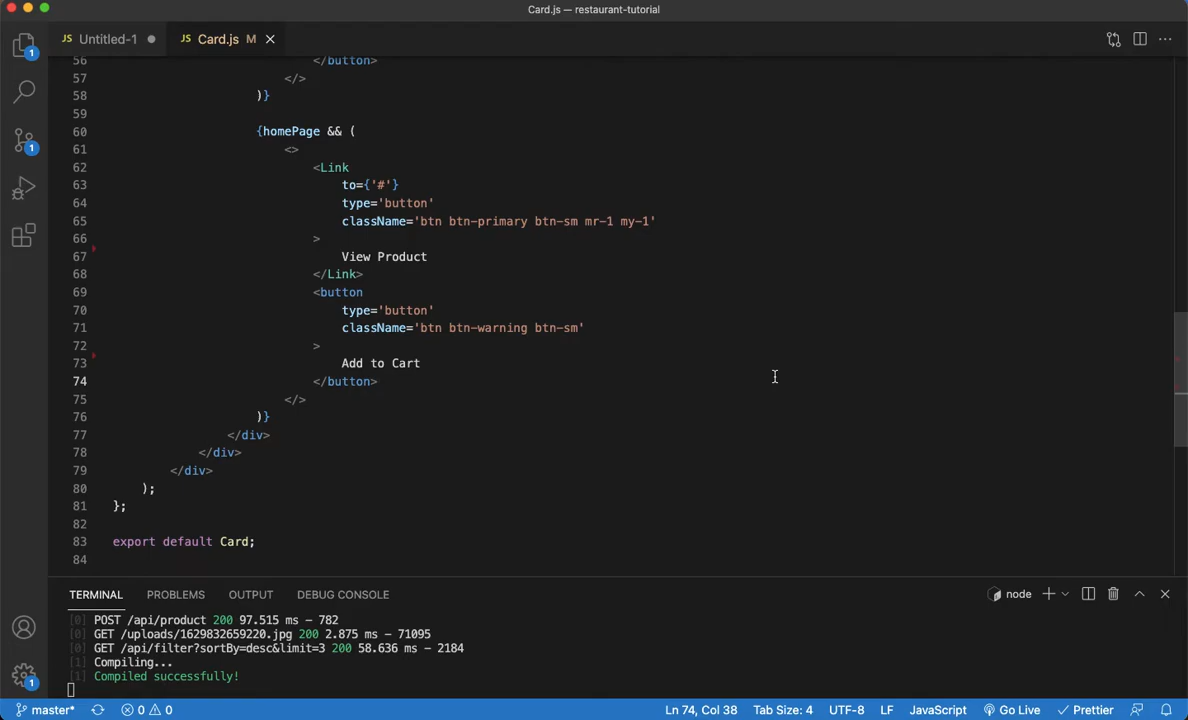 Card.js — restaurant-tutorial
JS Untitled-1
JS Card.js M
56 </button>
57 </>
58 )}
59
60 {homePage && (
61 <>
62 <Link
63 to={'#'}
64 type='button'
65 className='btn btn-primary btn-sm mr-1 my-1'
66 >
67 View Product
68 </Link>
69 <button
70 type='button'
71 className='btn btn-warning btn-sm'
72 >
73 Add to Cart
74 </button>
75 </>
76 )}
77 </div>
78 </div>
79 </div>
80 );
81 };
82
83 export default Card;
84
TERMINAL PROBLEMS OUTPUT DEBUG CONSOLE node
[0] POST /api/product 200 97.515 ms - 782
[0] GET /uploads/1629832659220.jpg 200 2.875 ms - 71095
[0] GET /api/filter?sortBy=desc&limit=3 200 58.636 ms - 2184
[1] Compiling...
[1] Compiled successfully!
1
1
1
master* 0 0 Ln 74, Col 38 Tab Size: 4 UTF-8 LF JavaScript Go Live Prettier